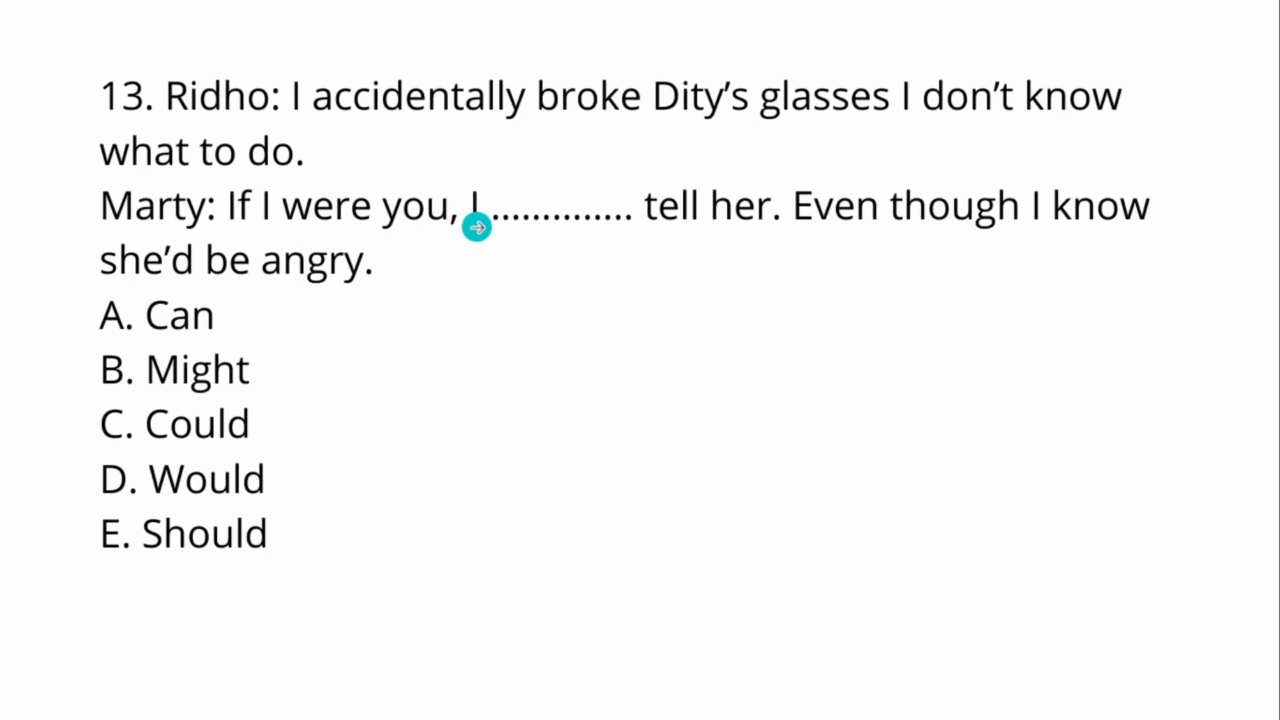 13. Ridho: I accidentally broke Dity’s glasses I don’t know
what to do.
Marty: If I were you, I .............. tell her. Even though I know
she’d be angry.
A. Can
B. Might
C. Could
D. Would
E. Should